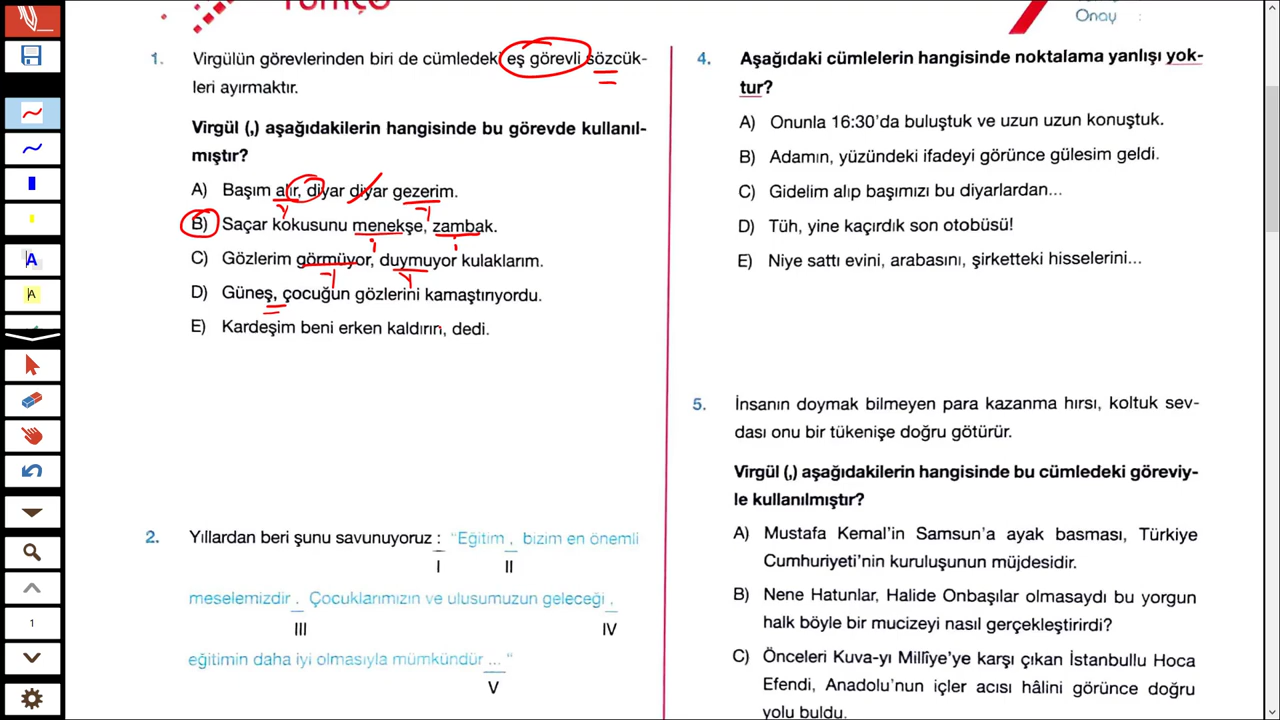 Türkçe
Onay :
1. Virgülün görevlerinden biri de cümledeki eş görevli sözcük-
leri ayırmaktır.
Virgül (,) aşağıdakilerin hangisinde bu görevde kullanıl-
mıştır?
A) Başım alır, diyar diyar gezerim.
B) Saçar kokusunu menekşe, zambak.
C) Gözlerim görmüyor, duymuyor kulaklarım.
D) Güneş, çocuğun gözlerini kamaştırıyordu.
E) Kardeşim beni erken kaldırın, dedi.
2. Yıllardan beri şunu savunuyoruz : “Eğitim , bizim en önemli
I II
meselemizdir . Çocuklarımızın ve ulusumuzun geleceği ,
III IV
eğitimin daha iyi olmasıyla mümkündür ... “
V
4. Aşağıdaki cümlelerin hangisinde noktalama yanlışı yok-
tur?
A) Onunla 16:30’da buluştuk ve uzun uzun konuştuk.
B) Adamın, yüzündeki ifadeyi görünce gülesim geldi.
C) Gidelim alıp başımızı bu diyarlardan...
D) Tüh, yine kaçırdık son otobüsü!
E) Niye sattı evini, arabasını, şirketteki hisselerini...
5. İnsanın doymak bilmeyen para kazanma hırsı, koltuk sev-
dası onu bir tükenişe doğru götürür.
Virgül (,) aşağıdakilerin hangisinde bu cümledeki göreviy-
le kullanılmıştır?
A) Mustafa Kemal’in Samsun’a ayak basması, Türkiye
Cumhuriyeti’nin kuruluşunun müjdesidir.
B) Nene Hatunlar, Halide Onbaşılar olmasaydı bu yorgun
halk böyle bir mucizeyi nasıl gerçekleştirirdi?
C) Önceleri Kuva-yı Millîye’ye karşı çıkan İstanbullu Hoca
Efendi, Anadolu’nun içler acısı hâlini görünce doğru
yolu buldu.
A
A
1